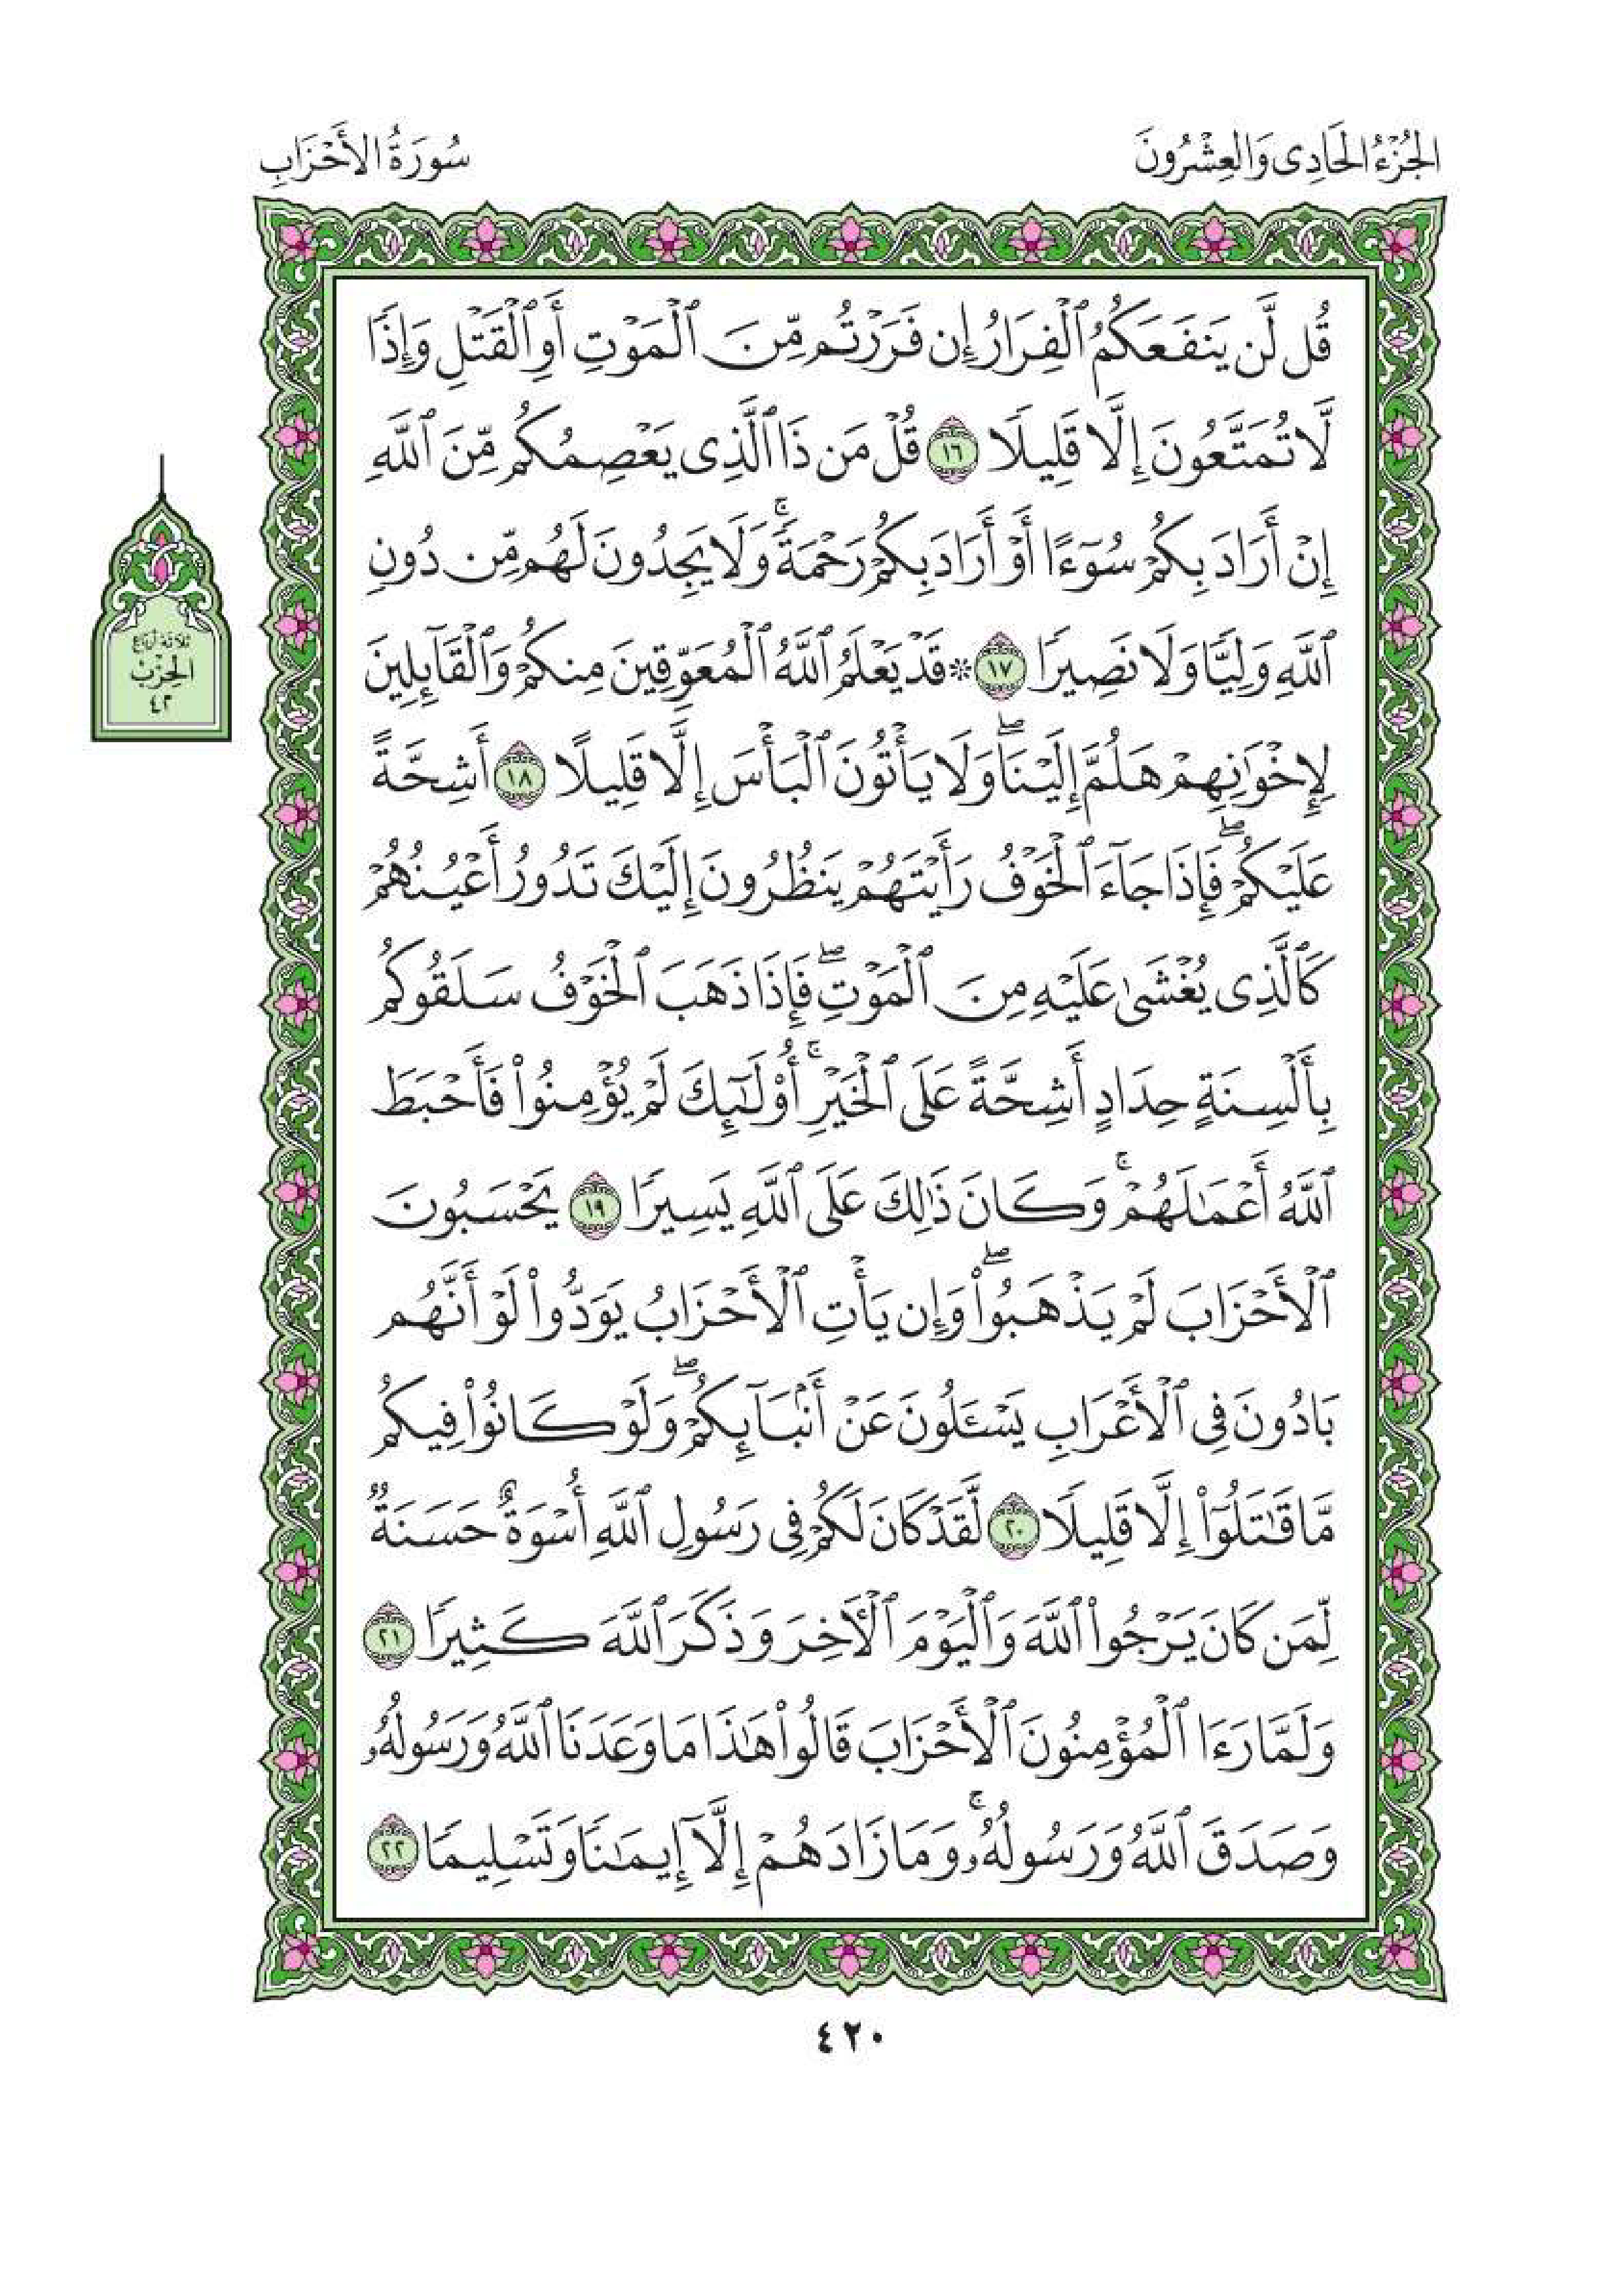 الجُزْءُ الحَادِى وَالعِشْرُونَ
سُورَةُ الأَحْزَابِ
قُل لَّن يَنفَعَكُمُ ٱلْفِرَارُ إِن فَرَرْتُم مِّنَ ٱلْمَوْتِ أَوِ ٱلْقَتْلِ وَإِذًا
لَّا تُمَتَّعُونَ إِلَّا قَلِيلًا ١٦ قُلْ مَن ذَا ٱلَّذِى يَعْصِمُكُم مِّنَ ٱللَّهِ
إِنْ أَرَادَ بِكُمْ سُوٓءًا أَوْ أَرَادَ بِكُمْ رَحْمَةًۚ وَلَا يَجِدُونَ لَهُم مِّن دُونِ
ٱللَّهِ وَلِيًّا وَلَا نَصِيرًا ١٧ * قَدْ يَعْلَمُ ٱللَّهُ ٱلْمُعَوِّقِينَ مِنكُمْ وَٱلْقَآئِلِينَ
لِإِخْوَٰنِهِمْ هَلُمَّ إِلَيْنَاۖ وَلَا يَأْتُونَ ٱلْبَأْسَ إِلَّا قَلِيلًا ١٨ أَشِحَّةً
عَلَيْكُمْۖ فَإِذَا جَآءَ ٱلْخَوْفُ رَأَيْتَهُمْ يَنظُرُونَ إِلَيْكَ تَدُورُ أَعْيُنُهُمْ
كَٱلَّذِى يُغْشَىٰ عَلَيْهِ مِنَ ٱلْمَوْتِۖ فَإِذَا ذَهَبَ ٱلْخَوْفُ سَلَقُوكُم
بِأَلْسِنَةٍ حِدَادٍ أَشِحَّةً عَلَى ٱلْخَيْرِۚ أُو۟لَٰٓئِكَ لَمْ يُؤْمِنُوا۟ فَأَحْبَطَ
ٱللَّهُ أَعْمَٰلَهُمْۚ وَكَانَ ذَٰلِكَ عَلَى ٱللَّهِ يَسِيرًا ١٩ يَحْسَبُونَ
ٱلْأَحْزَابَ لَمْ يَذْهَبُوا۟ۖ وَإِن يَأْتِ ٱلْأَحْزَابُ يَوَدُّوا۟ لَوْ أَنَّهُم
بَادُونَ فِى ٱلْأَعْرَابِ يَسْـَٔلُونَ عَنْ أَنۢبَآئِكُمْۖ وَلَوْ كَانُوا۟ فِيكُم
مَّا قَٰتَلُوٓا۟ إِلَّا قَلِيلًا ٢٠ لَّقَدْ كَانَ لَكُمْ فِى رَسُولِ ٱللَّهِ أُسْوَةٌ حَسَنَةٌ
لِّمَن كَانَ يَرْجُوا۟ ٱللَّهَ وَٱلْيَوْمَ ٱلْءَاخِرَ وَذَكَرَ ٱللَّهَ كَثِيرًا ٢١
وَلَمَّا رَءَا ٱلْمُؤْمِنُونَ ٱلْأَحْزَابَ قَالُوا۟ هَٰذَا مَا وَعَدَنَا ٱللَّهُ وَرَسُولُهُۥ
وَصَدَقَ ٱللَّهُ وَرَسُولُهُۥۚ وَمَا زَادَهُمْ إِلَّآ إِيمَٰنًا وَتَسْلِيمًا ٢٢
ثَلَاثَةُ أَرْبَاع
الحِزْب
٤٢
٤٢٠